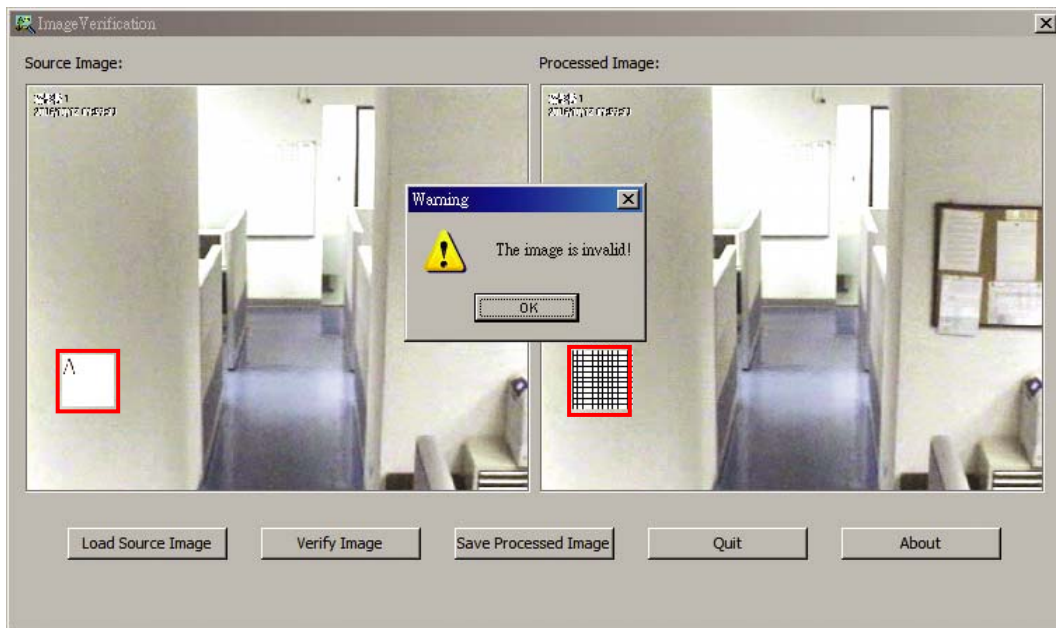 ImageVerification
Source Image:
Processed Image:
Warning
The image is invalid!
OK
Load Source Image
Verify Image
Save Processed Image
Quit
About